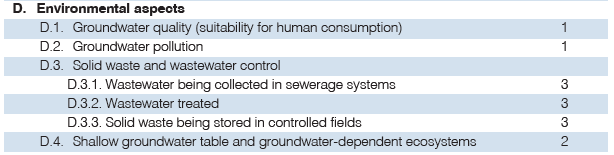 D. Environmental aspects
D.1. Groundwater quality (suitability for human consumption) 1
D.2. Groundwater pollution 1
D.3. Solid waste and wastewater control
D.3.1. Wastewater being collected in sewerage systems 3
D.3.2. Wastewater treated 3
D.3.3. Solid waste being stored in controlled fields 3
D.4. Shallow groundwater table and groundwater-dependent ecosystems 2